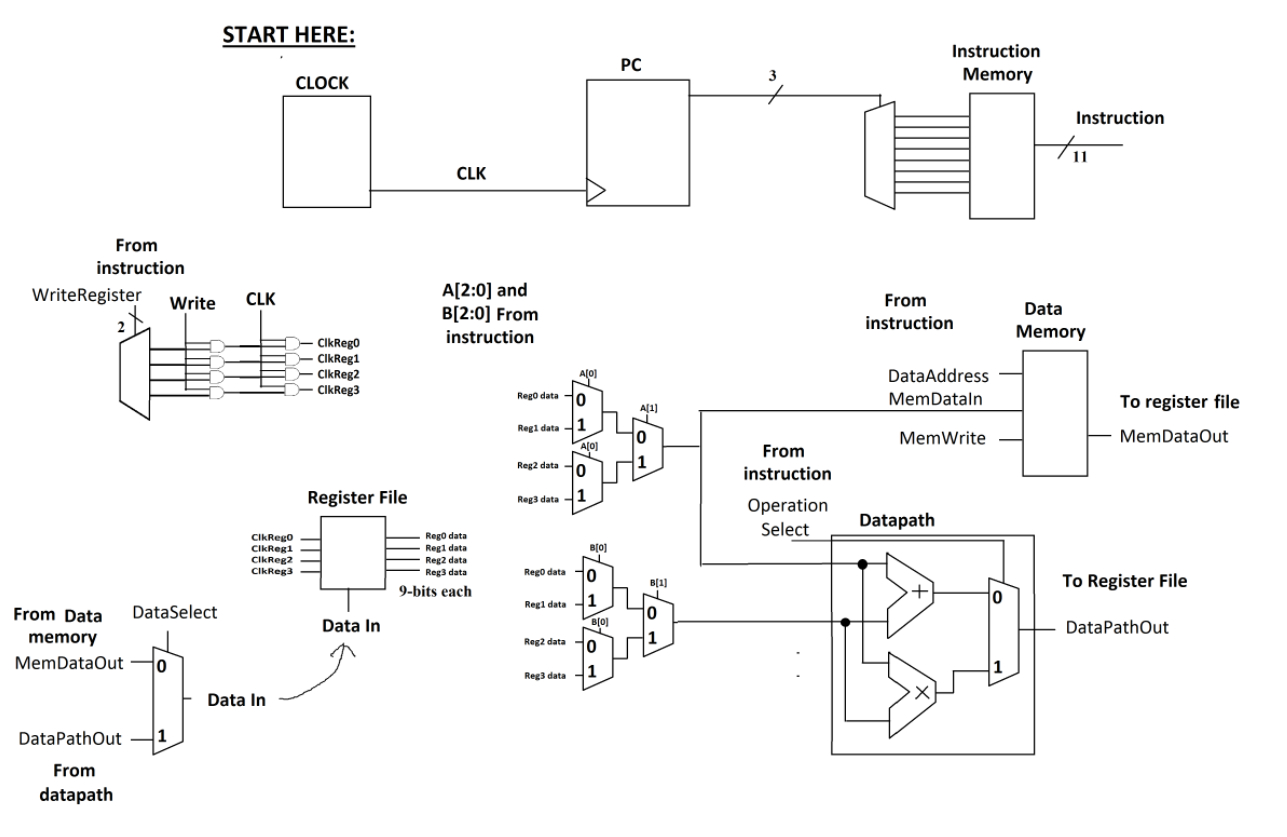 START HERE:
CLOCK
PC
3
Instruction
Memory
Instruction
11
CLK
From
instruction
WriteRegister
Write
CLK
2
ClkReg0
ClkReg1
ClkReg2
ClkReg3
A[2:0] and
B[2:0] From
instruction
A[0]
Reg0 data
0
Reg1 data
1
A[1]
0
1
A[0]
Reg2 data
0
Reg3 data
1
From
instruction
Data
Memory
DataAddress
MemDataIn
MemWrite
To register file
MemDataOut
From
instruction
Operation
Select
Datapath
+
×
0
1
To Register File
DataPathOut
B[0]
Reg0 data
0
Reg1 data
1
B[1]
0
1
B[0]
Reg2 data
0
Reg3 data
1
Register File
ClkReg0
ClkReg1
ClkReg2
ClkReg3
Reg0 data
Reg1 data
Reg2 data
Reg3 data
9-bits each
Data In
From Data
memory
DataSelect
MemDataOut
0
Data In
DataPathOut
1
From
datapath